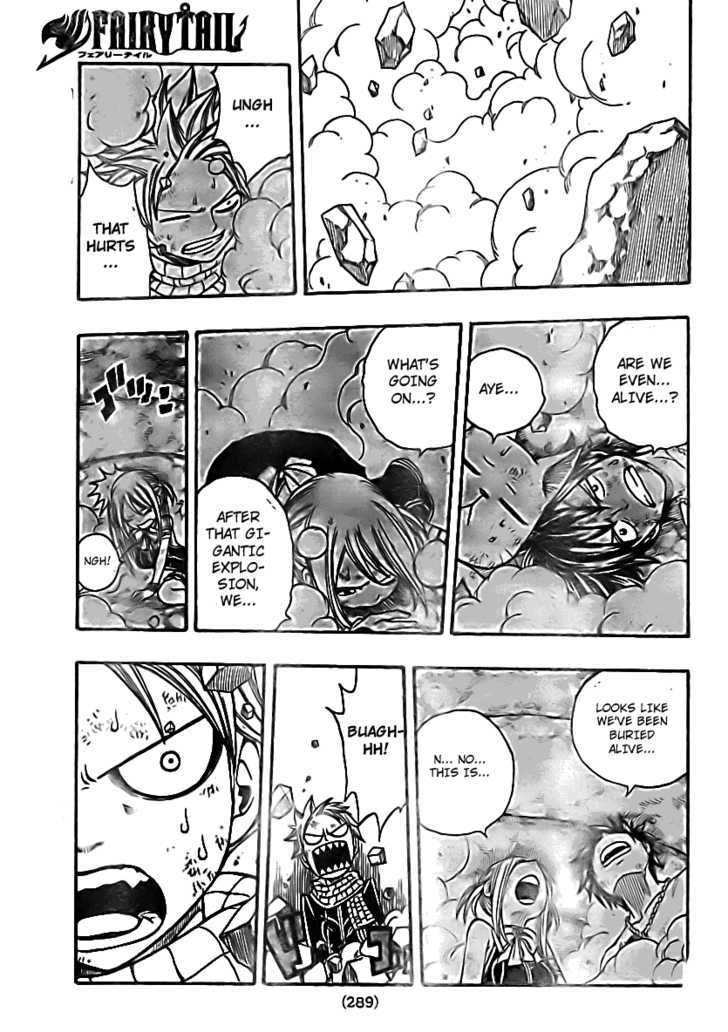 FAIRY TAIL
フェアリーテイル
UNGH
...
THAT
HURTS
...
ARE WE
EVEN...
ALIVE...?
AYE...
WHAT'S
GOING
ON...?
AFTER
THAT GI-
GANTIC
EXPLO-
SION,
WE...
NGH!
LOOKS LIKE
WE'VE BEEN
BURIED
ALIVE...
N... NO...
THIS IS...
BUAGH-
HH!
(289)